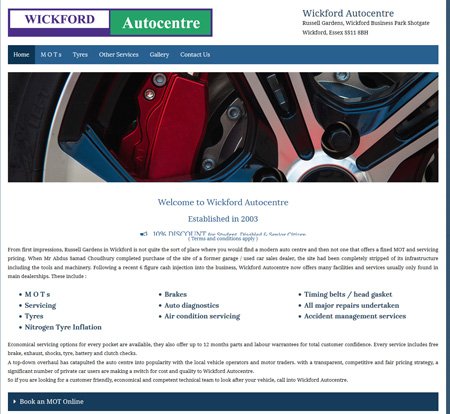 WICKFORD Autocentre
Wickford Autocentre
Russell Gardens, Wickford Business Park Shotgate
Wickford, Essex SS11 8BH
Home M O T s Tyres Other Services Gallery Contact Us
Welcome to Wickford Autocentre
Established in 2003
10% DISCOUNT for Student, Disabled & Senior Citizen
( Terms and conditions apply )
From first impressions, Russell Gardens in Wickford is not quite the sort of place where you would find a modern auto centre and then not one that offers a fixed MOT and servicing
pricing. When Mr Abdus Samad Choudhury completed purchase of the site of a former garage / used car sales dealer, the site had been completely stripped of its infrastructure
including the tools and machinery. Following a recent 6 figure cash injection into the business, Wickford Autocentre now offers many facilities and services usually only found in
main dealerships. These include :
• M O T s
• Servicing
• Tyres
• Nitrogen Tyre Inflation
• Brakes
• Auto diagnostics
• Air condition servicing
• Timing belts / head gasket
• All major repairs undertaken
• Accident management services
Economical servicing options for every pocket are available, they also offer up to 12 months parts and labour warrantees for total customer confidence. Every service includes free
brake, exhaust, shocks, tyre, battery and clutch checks.
A top-down overhaul has catapulted the auto centre into popularity with the local vehicle operators and motor traders. with a transparent, competitive and fair pricing strategy, a
significant number of private car users are making a switch for cost and quality to Wickford Autocentre.
So if you are looking for a customer friendly, economical and competent technical team to look after your vehicle, call into Wickford Autocentre.
Book an MOT Online